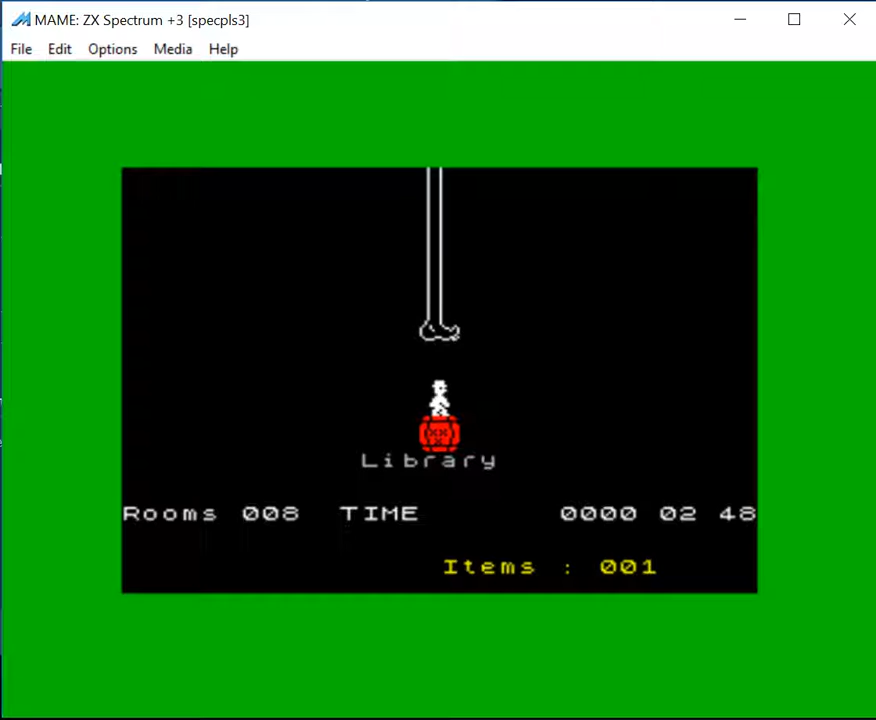 MAME: ZX Spectrum +3 [specpls3]
File Edit Options Media Help
Library
Rooms 008 TIME 0000 02 48
Items : 001